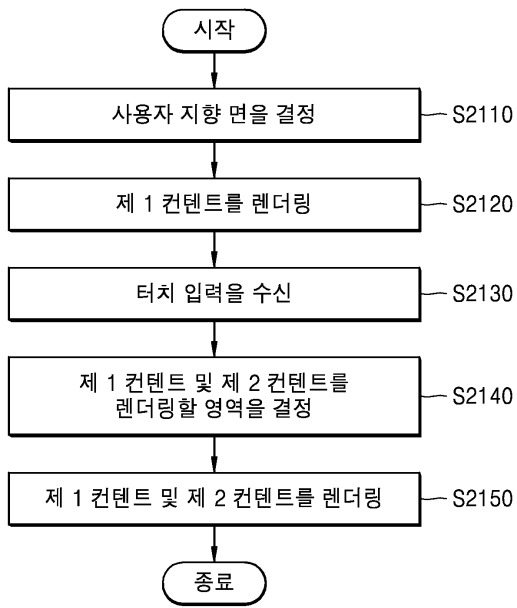 시작
사용자 지향 면을 결정
S2110
제 1 컨텐트를 렌더링
S2120
터치 입력을 수신
S2130
제 1 컨텐트 및 제 2 컨텐트를
렌더링할 영역을 결정
S2140
제 1 컨텐트 및 제 2 컨텐트를 렌더링
S2150
종료